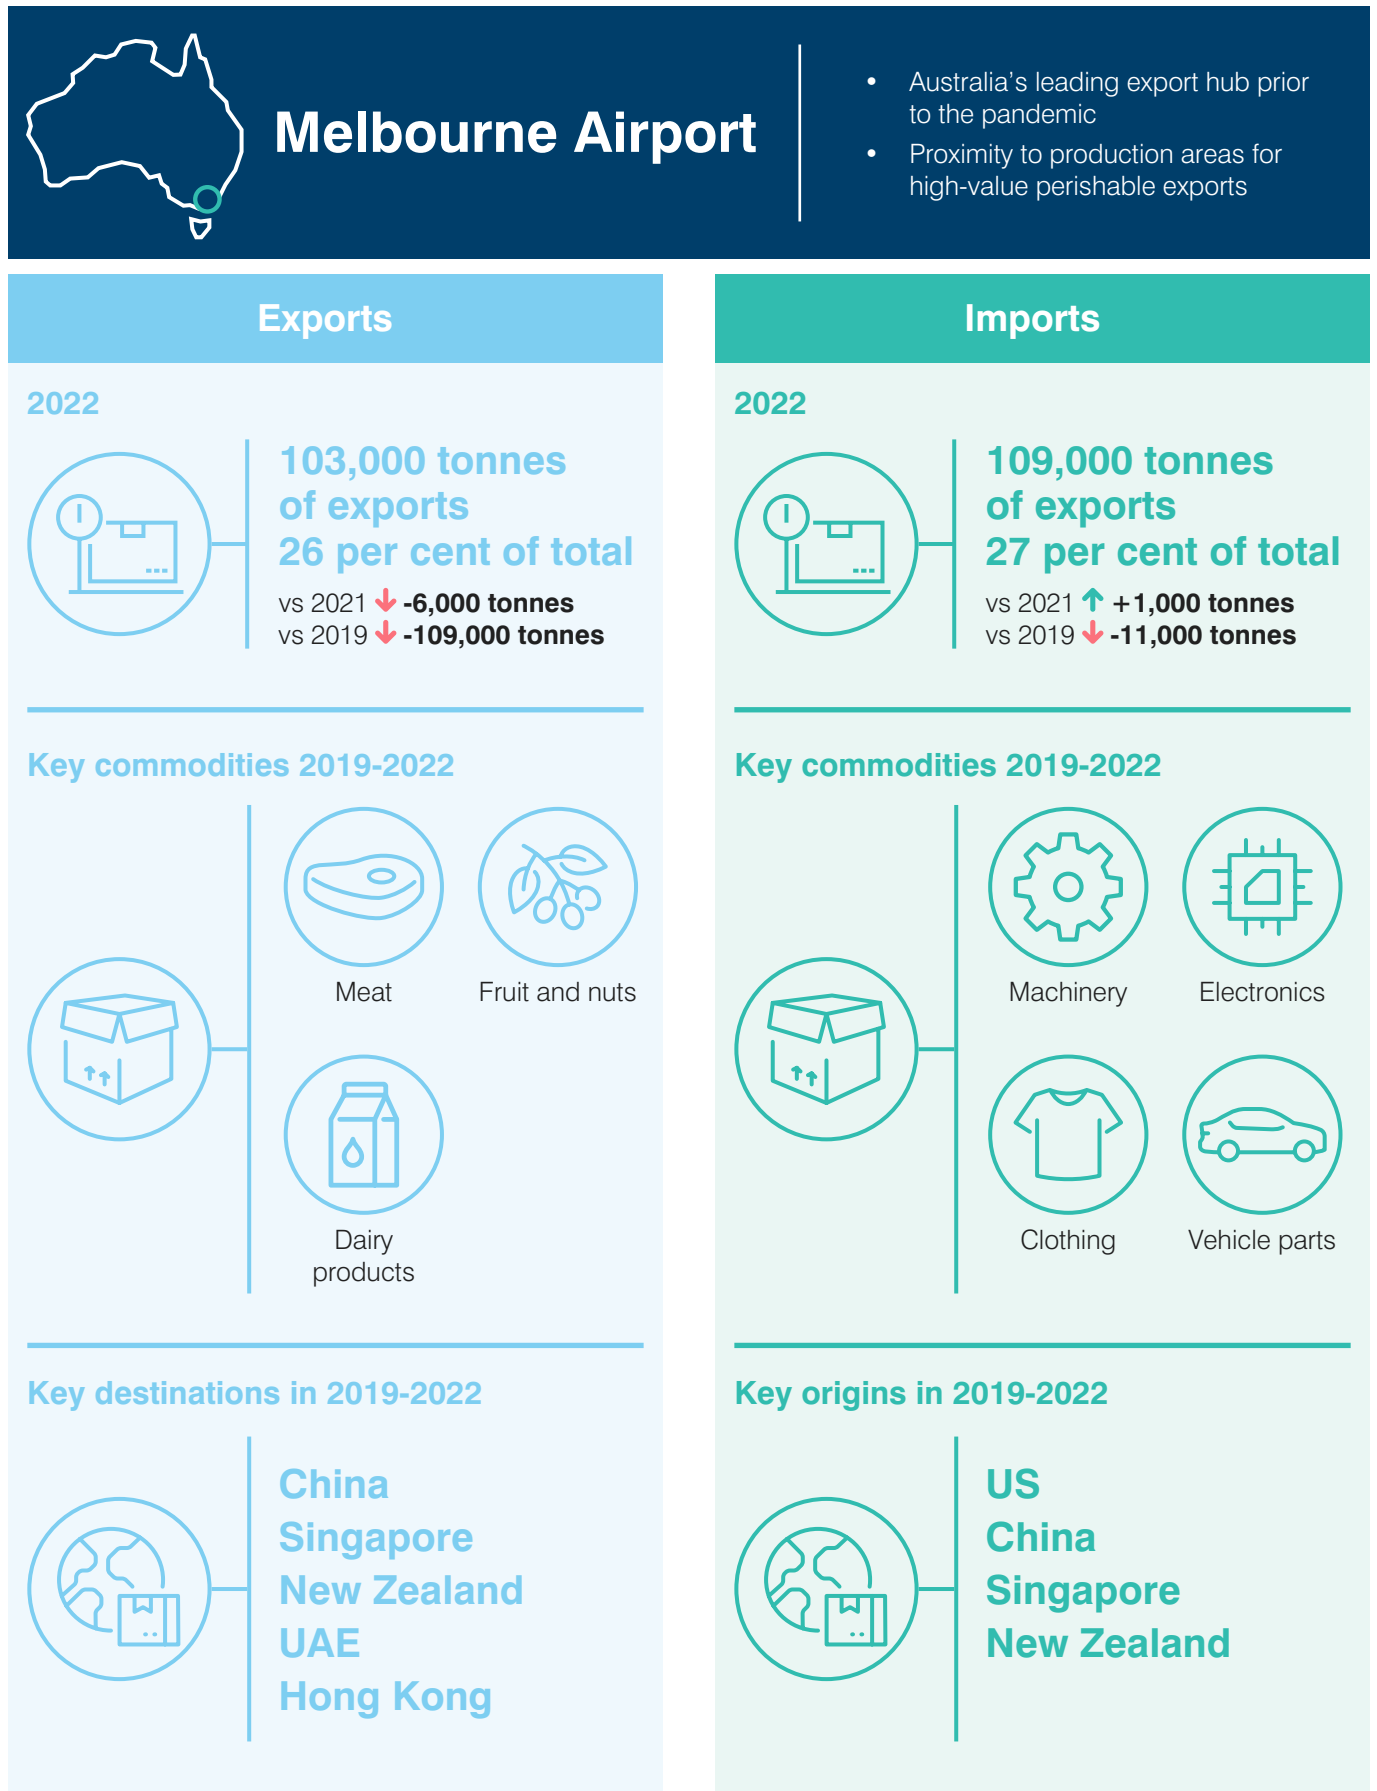 Melbourne Airport
• Australia's leading export hub prior
to the pandemic
• Proximity to production areas for
high-value perishable exports
Exports
2022
103,000 tonnes
of exports
26 per cent of total
vs 2021 ↓ -6,000 tonnes
vs 2019 ↓ -109,000 tonnes
Key commodities 2019-2022
Meat
Fruit and nuts
Dairy
products
Key destinations in 2019-2022
China
Singapore
New Zealand
UAE
Hong Kong
Imports
2022
109,000 tonnes
of exports
27 per cent of total
vs 2021 ↑ +1,000 tonnes
vs 2019 ↓ -11,000 tonnes
Key commodities 2019-2022
Machinery
Electronics
Clothing
Vehicle parts
Key origins in 2019-2022
US
China
Singapore
New Zealand